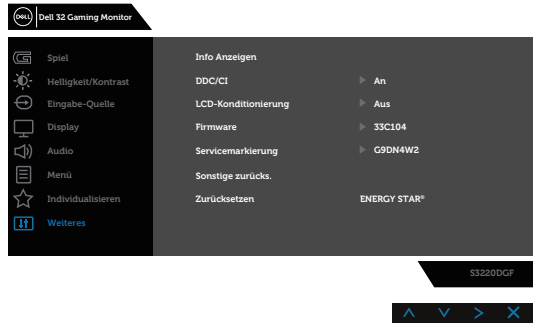 DELL Dell 32 Gaming Monitor
Spiel
Helligkeit/Kontrast
Eingabe-Quelle
Display
Audio
Menü
Individualisieren
Weiteres
Info Anzeigen
DDC/CI An
LCD-Konditionierung Aus
Firmware 33C104
Servicemarkierung G9DN4W2
Sonstige zurücks.
Zurücksetzen ENERGY STAR®
S3220DGF